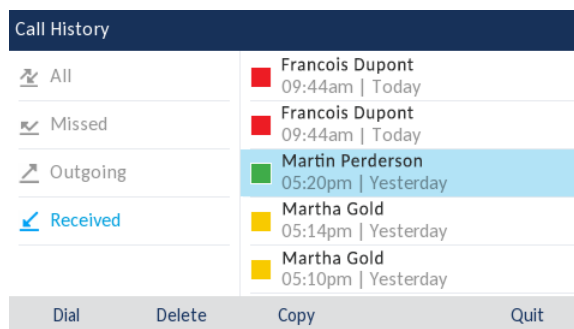 Call History
All
Missed
Outgoing
Received
Francois Dupont
09:44am | Today
Francois Dupont
09:44am | Today
Martin Perderson
05:20pm | Yesterday
Martha Gold
05:14pm | Yesterday
Martha Gold
05:10pm | Yesterday
Dial Delete Copy Quit